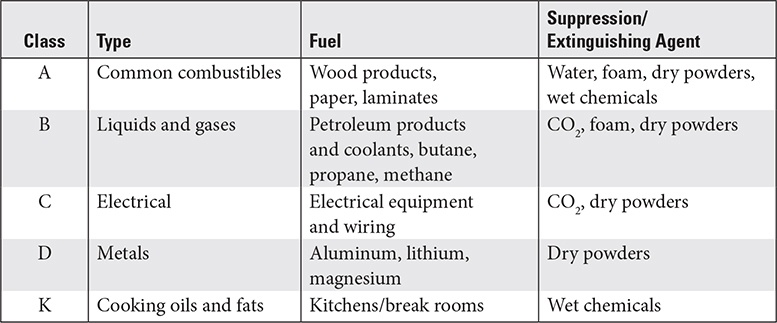 Class Type Fuel Suppression/
Extinguishing Agent
A Common combustibles Wood products, Water, foam, dry powders,
paper, laminates wet chemicals
B Liquids and gases Petroleum products CO2, foam, dry powders
and coolants, butane,
propane, methane
C Electrical Electrical equipment CO2, dry powders
and wiring
D Metals Aluminum, lithium, Dry powders
magnesium
K Cooking oils and fats Kitchens/break rooms Wet chemicals